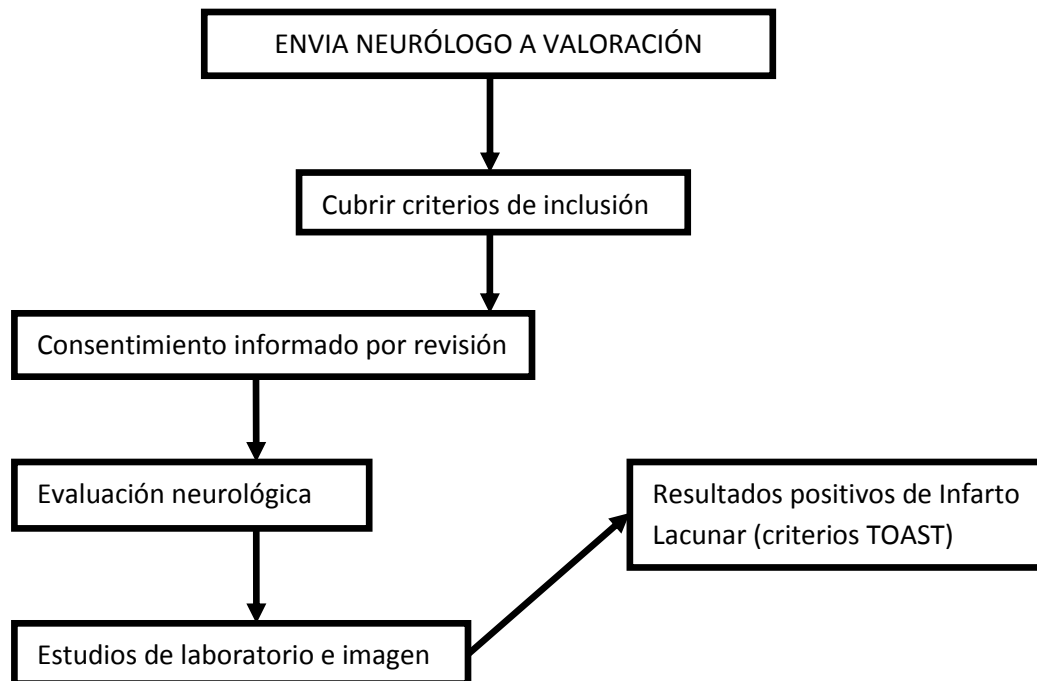 ENVIA NEURÓLOGO A VALORACIÓN
Cubrir criterios de inclusión
Consentimiento informado por revisión
Evaluación neurológica
Resultados positivos de Infarto
Lacunar (criterios TOAST)
Estudios de laboratorio e imagen